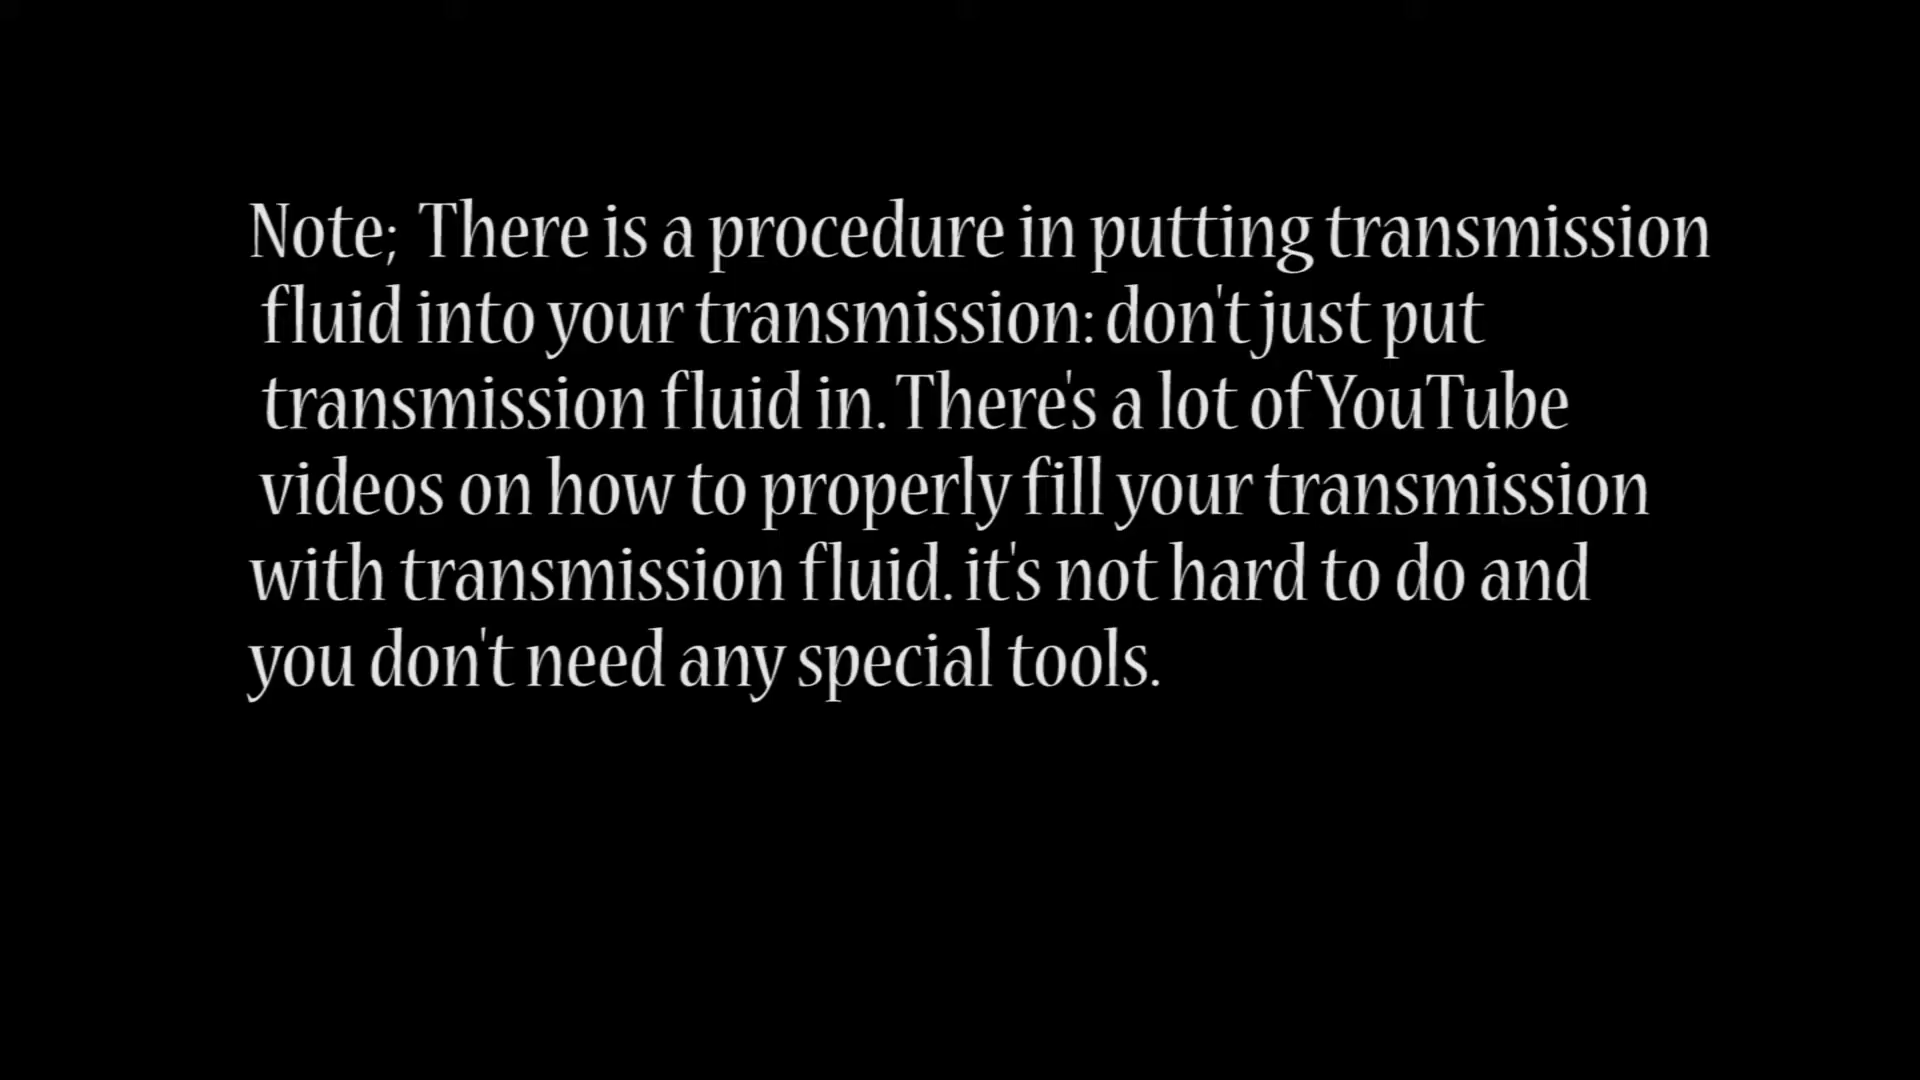 Note; There is a procedure in putting transmission
fluid into your transmission: don't just put
transmission fluid in. There's a lot of YouTube
videos on how to properly fill your transmission
with transmission fluid. it's not hard to do and
you don't need any special tools.